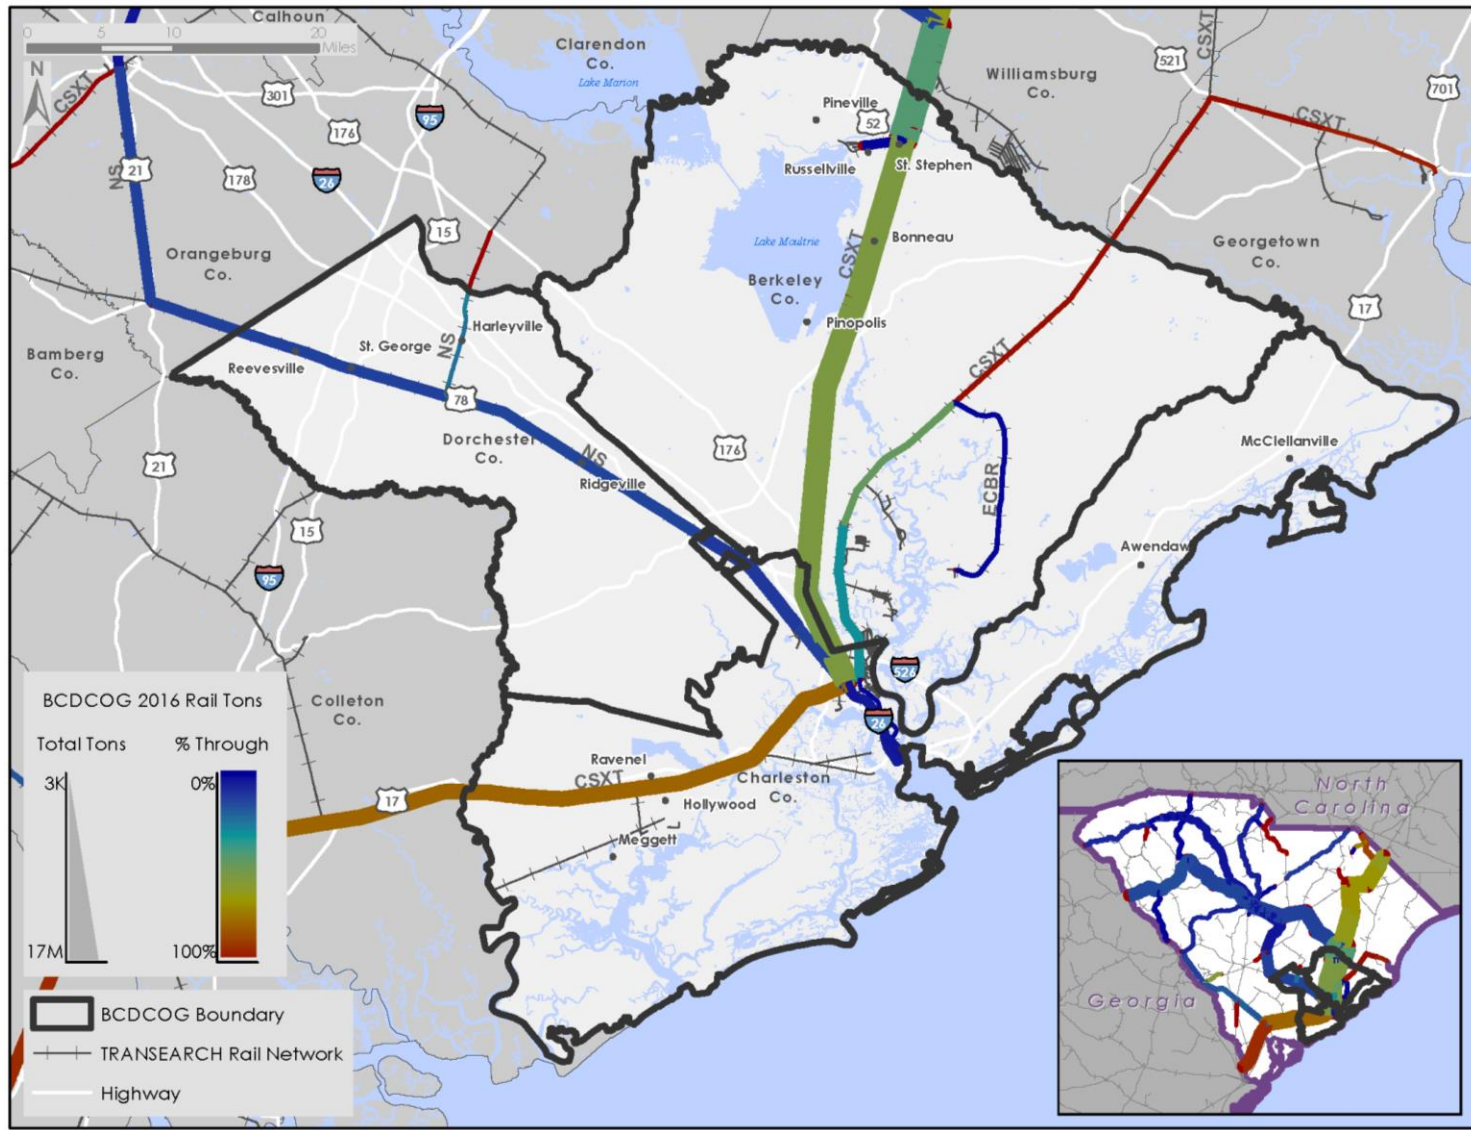 Calhoun
0 5 10 20
Miles
N
CSXT
301
176
95
178
26
21
NS
15
Orangeburg
Co.
Clarendon
Co.
Lake Marion
Williamsburg
Co.
CSXT
521
701
CSXT
Pineville
52
Russellville
St. Stephen
Lake Moultrie
CSXT
Bonneau
Berkeley
Co.
Pinopolis
Georgetown
Co.
17
Bamberg
Co.
Reevesville
St. George
Harleyville
NS
78
CSXT
Dorchester
Co.
NS
Ridgeville
176
ECBR
McClellanville
Awendaw
21
15
95
526
26
Colleton
Co.
17
Ravenel
CSXT
Hollywood
Meggett
Charleston
Co.
BCDCOG 2016 Rail Tons
Total Tons % Through
3K 0%
17M 100%
BCDCOG Boundary
TRANSEARCH Rail Network
Highway
North
Carolina
Georgia